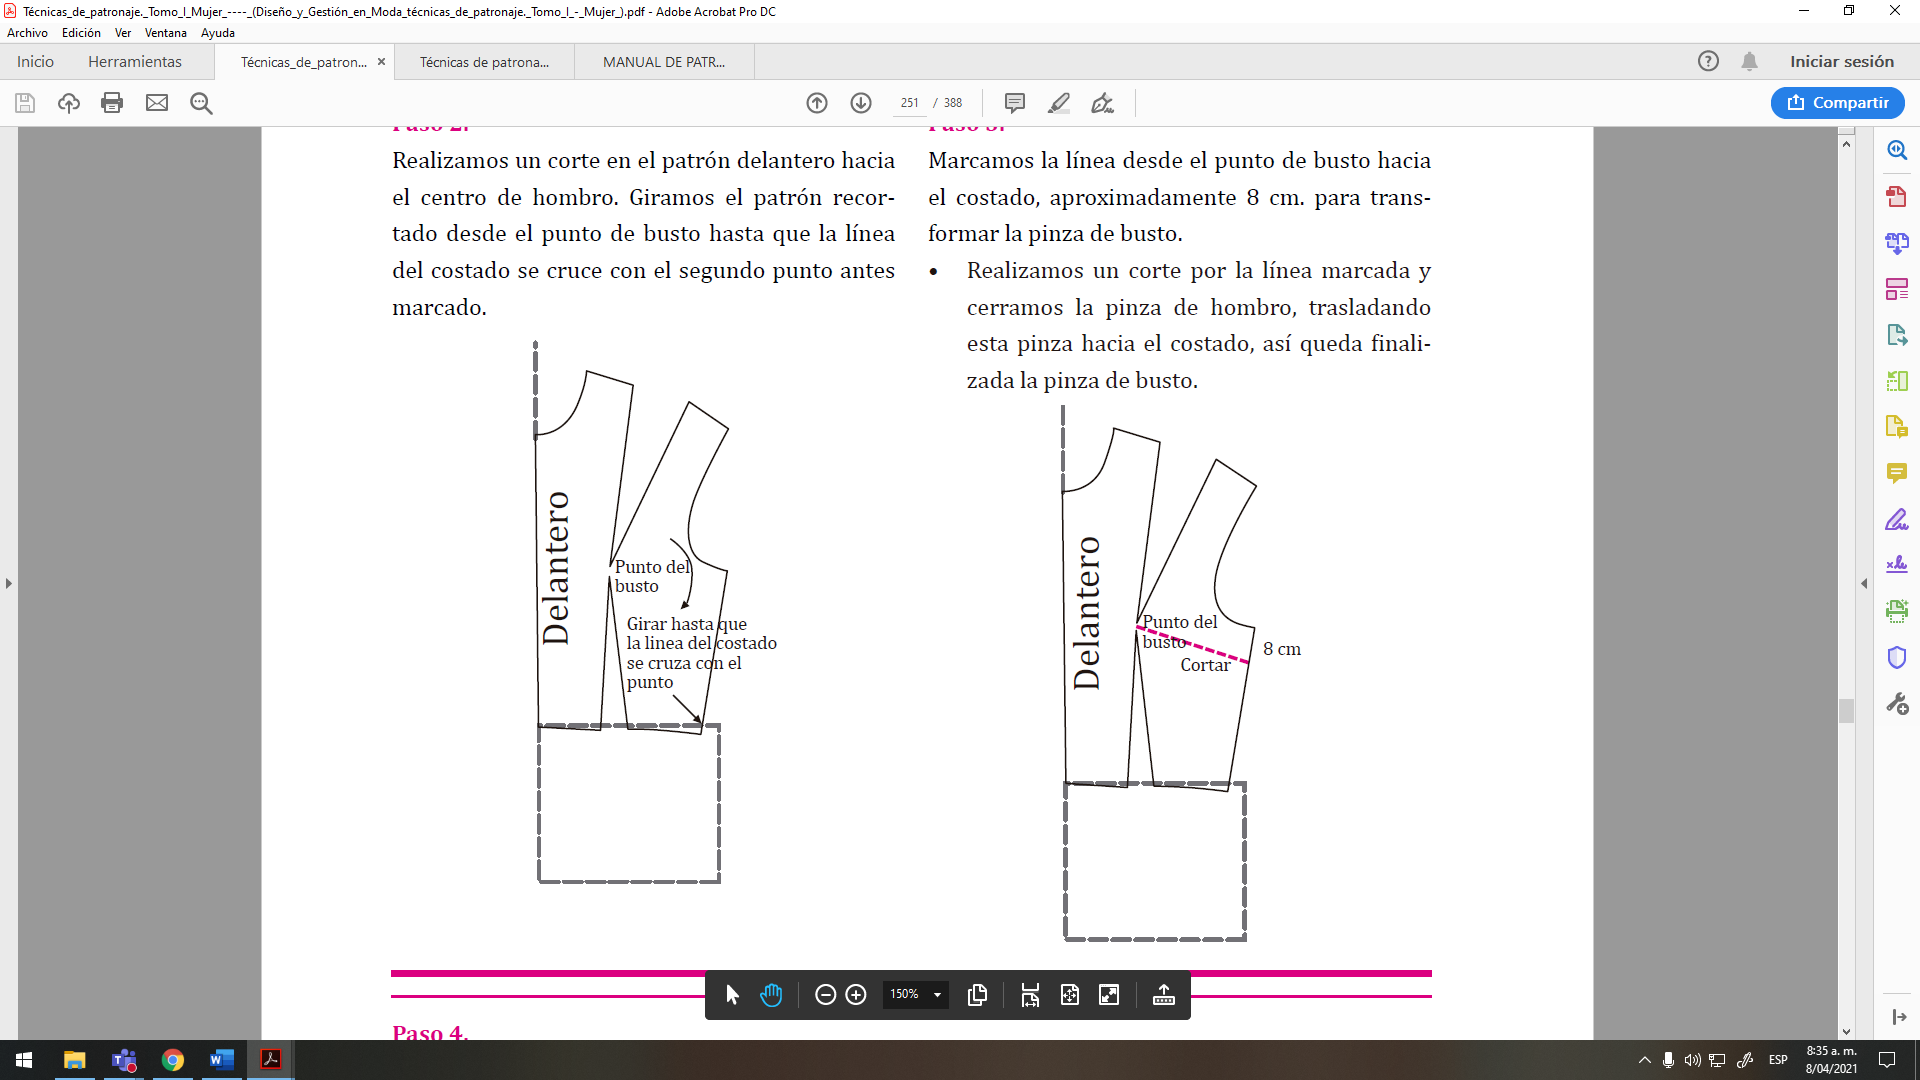 Técnicas_de_patronaje._Tomo_I_Mujer_----_(Diseño_y_Gestión_en_Moda_técnicas_de_patronaje._Tomo_I_-_Mujer_).pdf - Adobe Acrobat Pro DC
Archivo Edición Ver Ventana Ayuda
Inicio Herramientas Técnicas_de_patron... × Técnicas de patrona... MANUAL DE PATR... Iniciar sesión
251 / 388 Compartir
Paso 2.
Realizamos un corte en el patrón delantero hacia
el centro de hombro. Giramos el patrón recor-
tado desde el punto de busto hasta que la línea
del costado se cruce con el segundo punto antes
marcado.
Delantero
Punto del
busto
Girar hasta que
la linea del costado
se cruza con el
punto
Paso 3.
Marcamos la línea desde el punto de busto hacia
el costado, aproximadamente 8 cm. para trans-
formar la pinza de busto.
• Realizamos un corte por la línea marcada y
cerramos la pinza de hombro, trasladando
esta pinza hacia el costado, así queda finali-
zada la pinza de busto.
Delantero
Punto del
busto
Cortar
8 cm
150%
Paso 4.
ESP
8:35 a. m.
8/04/2021